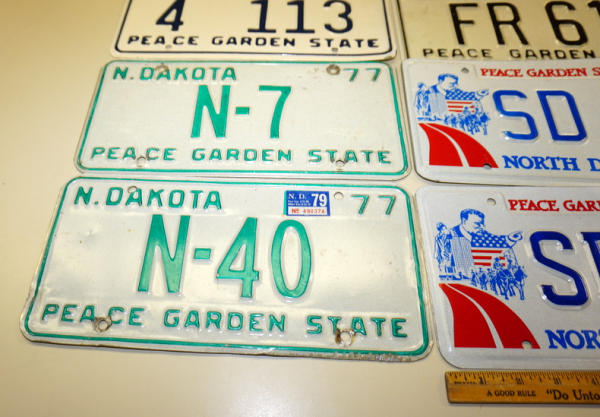 4 113
PEACE GARDEN STATE
FR 61
PEACE GARDEN
N. DAKOTA 77
N-7
PEACE GARDEN STATE
PEACE GARDEN S
SD
NORTH D
N. DAKOTA 77
N. D. 79
N-40
PEACE GARDEN STATE
PEACE GAR
S
NOR
A GOOD RULE "Do Unto